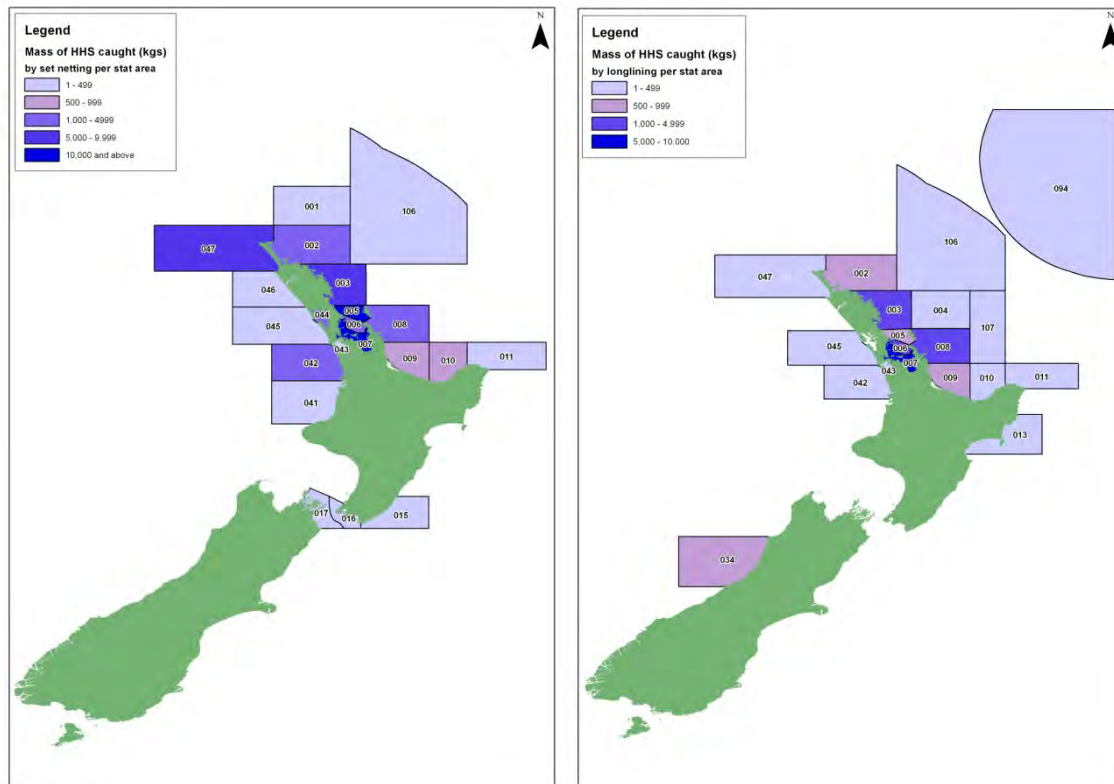 N
Legend
Mass of HHS caught (kgs)
by set netting per stat area
1 - 499
500 - 999
1,000 - 4999
5,000 - 9.999
10,000 and above
001
106
002
047
003
046
005
044
006
008
045
007
043
009
010
011
042
041
017
016
015
N
Legend
Mass of HHS caught (kgs)
by longlining per stat area
1 - 499
500 - 999
1,000 - 4.999
5,000 - 10,000
094
106
047
002
003
004
107
005
008
045
006
007
043
009
010
011
042
013
034